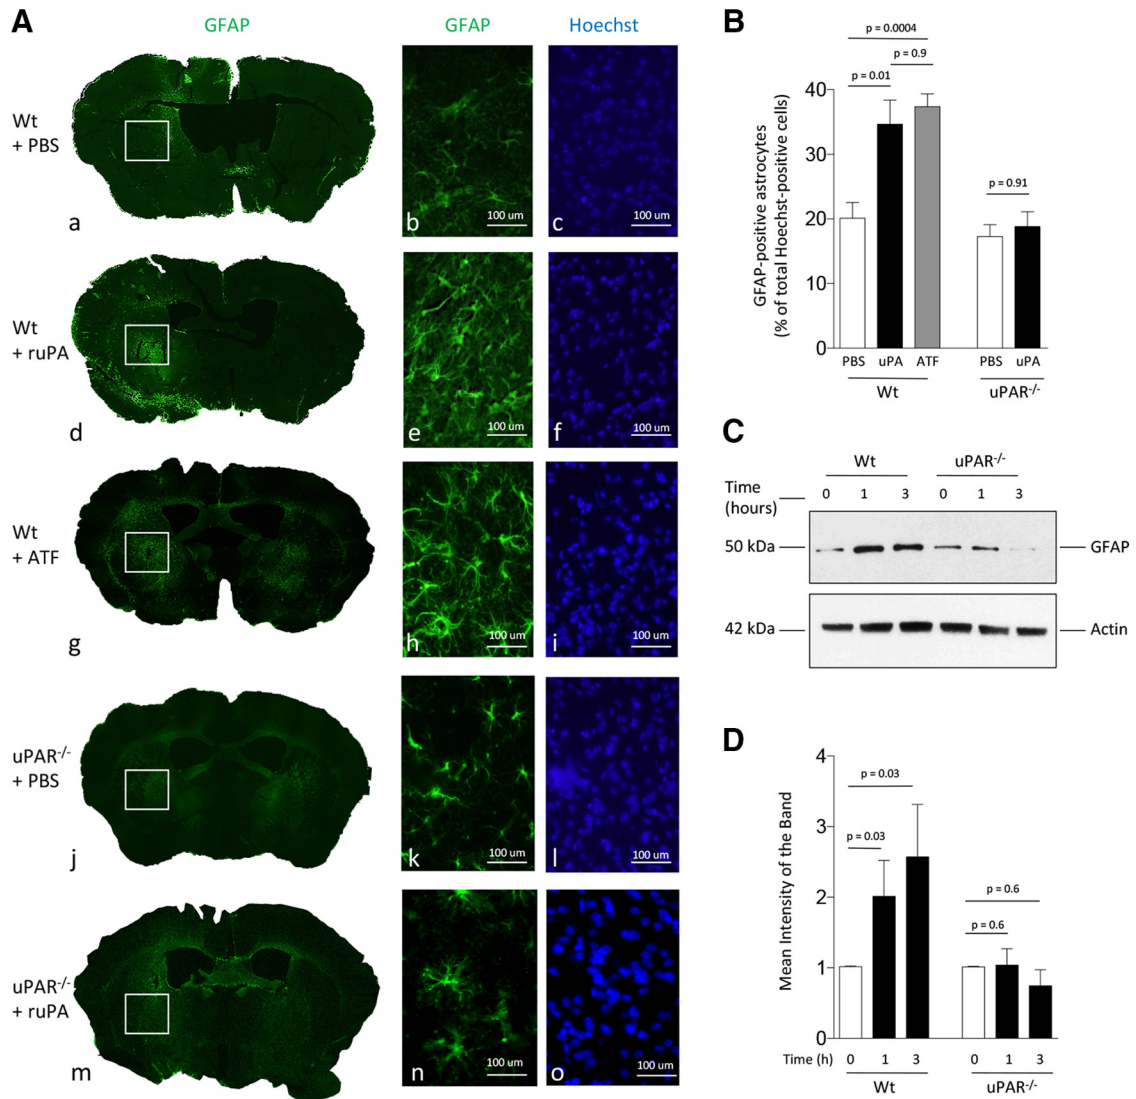 A
GFAP
GFAP
Hoechst
Wt
+ PBS
a
b
100 um
c
100 um
Wt
+ ruPA
d
e
100 um
f
100 um
Wt
+ ATF
g
h
100 um
i
100 um
uPAR-/-
+ PBS
j
k
100 um
l
100 um
uPAR-/-
+ ruPA
m
n
100 um
o
100 um
B
p = 0.0004
p = 0.9
p = 0.01
p = 0.91
GFAP-positive astrocytes
(% of total Hoechst-positive cells)
40
30
20
10
0
PBS uPA ATF PBS uPA
Wt uPAR-/-
C
Wt uPAR-/-
Time
(hours)
0 1 3 0 1 3
50 kDa GFAP
42 kDa Actin
D
Mean Intensity of the Band
4
3
2
1
0
p = 0.03
p = 0.03
p = 0.6
p = 0.6
Time (h) 0 1 3 0 1 3
Wt uPAR-/-